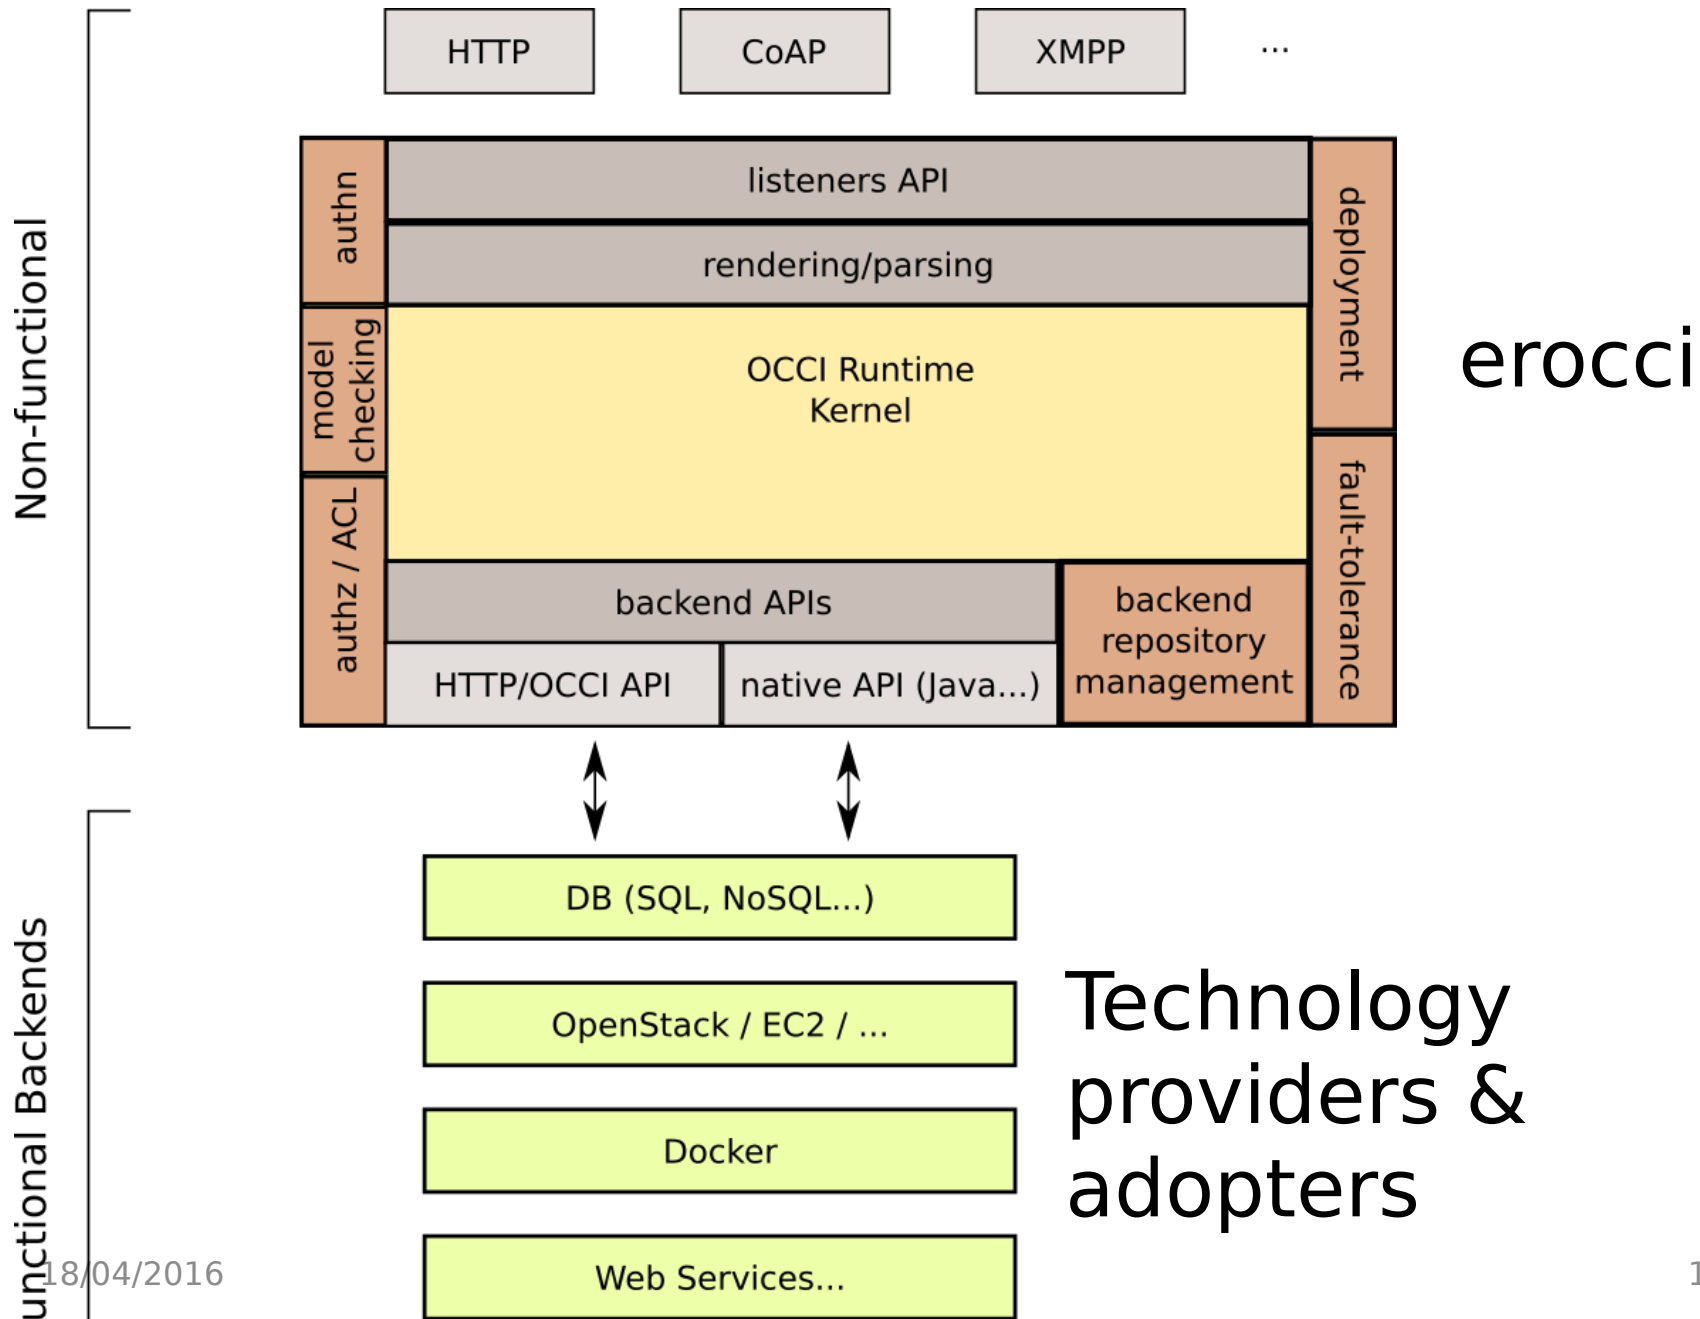 HTTP
CoAP
XMPP
...
Non-functional
authn
model
checking
authz / ACL
listeners API
rendering/parsing
OCCI Runtime
Kernel
backend APIs
HTTP/OCCI API
native API (Java...)
backend
repository
management
deployment
fault-tolerance
erocci
unctional Backends
DB (SQL, NoSQL...)
OpenStack / EC2 / ...
Docker
Web Services...
Technology
providers &
adopters
18/04/2016
1